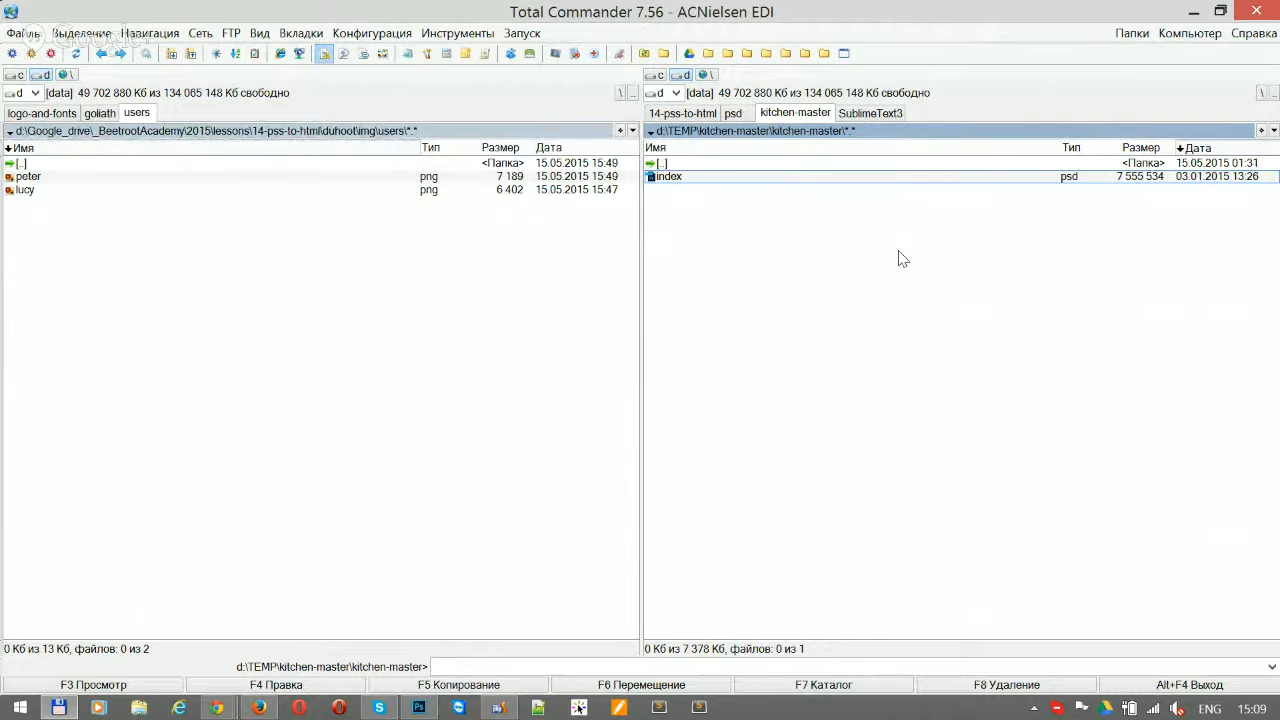 Total Commander 7.56 - ACNielsen EDI
Файлы Выделение Навигация Сеть FTP Вид Вкладки Конфигурация Инструменты Запуск Папки Компьютер Справка
c d \ c d \
d [data] 49 702 880 Кб из 134 065 148 Кб свободно \ .. d [data] 49 702 880 Кб из 134 065 148 Кб свободно \ ..
logo-and-fonts goliath users 14-pss-to-html psd kitchen-master SublimeText3
d:\Google_drive\_BeetrootAcademy\2015\lessons\14-pss-to-html\duhoot\img\users\*.* d:\TEMP\kitchen-master\kitchen-master\*.*
Имя Тип Размер Дата Имя Тип Размер Дата
[..] <Папка> 15.05.2015 15:49 [..] <Папка> 15.05.2015 01:31
peter png 7 189 15.05.2015 15:49 index psd 7 555 534 03.01.2015 13:26
lucy png 6 402 15.05.2015 15:47
0 Кб из 13 Кб, файлов: 0 из 2 0 Кб из 7 378 Кб, файлов: 0 из 1
d:\TEMP\kitchen-master\kitchen-master>
F3 Просмотр F4 Правка F5 Копирование F6 Перемещение F7 Каталог F8 Удаление Alt+F4 Выход
ENG 15:09